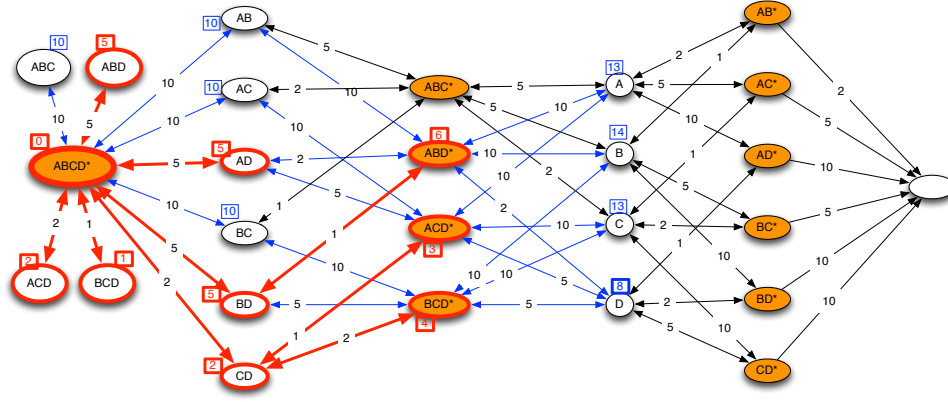 AB*
10 AB
10 5
ABC ABD
5 2 1
2
13
10 AC 2 10 ABC* 5 A 5 AC*
10 5
10 10 5 10 5 10
0 14
5 6
ABCD* 5 AD 2 ABD* 10 B AD* 10
10
5 10 2 1
10 1 2 5
2 1 10 13
BC ACD* 10 C 2 BC* 5
5 1 3
2 1 10 10 5 1 10 10
ACD BCD 10 8
2 5 BD 5 BCD* 5 D 2 BD*
4 5 10 10
1 2
2
CD CD*